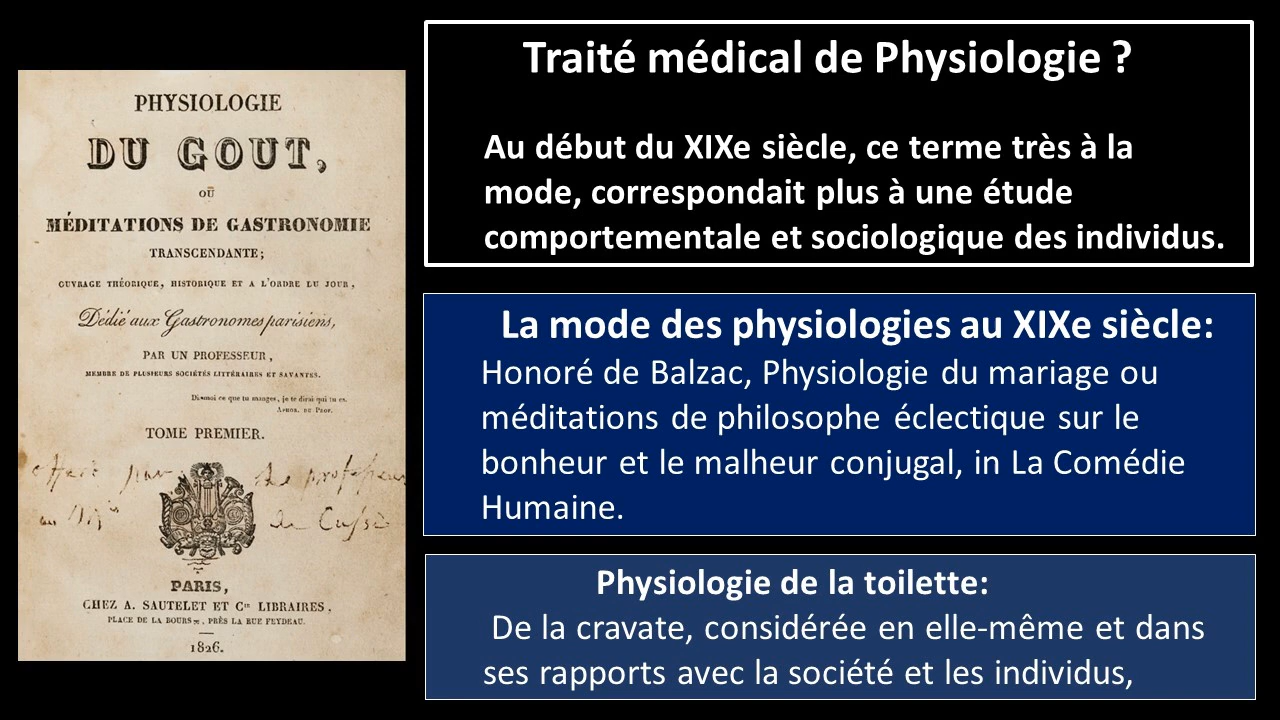 PHYSIOLOGIE
DU GOUT,
OU
MÉDITATIONS DE GASTRONOMIE
TRANSCENDANTE;
OUVRAGE THÉORIQUE, HISTORIQUE ET A L'ORDRE DU JOUR,
Dédié aux Gastronomes parisiens,
PAR UN PROFESSEUR,
MEMBRE DE PLUSIEURS SOCIÉTÉS LITTÉRAIRES ET SAVANTES.
Dis-moi ce que tu manges, je te dirai qui tu es.
APHOR. DU PROF.
TOME PREMIER.
par
de
PARIS,
CHEZ A. SAUTELET ET Cie LIBRAIRES,
PLACE DE LA BOURSE, PRÈS LA RUE FEYDEAU.
1826.
Traité médical de Physiologie ?
Au début du XIXe siècle, ce terme très à la
mode, correspondait plus à une étude
comportementale et sociologique des individus.
La mode des physiologies au XIXe siècle:
Honoré de Balzac, Physiologie du mariage ou
méditations de philosophe éclectique sur le
bonheur et le malheur conjugal, in La Comédie
Humaine.
Physiologie de la toilette:
De la cravate, considérée en elle-même et dans
ses rapports avec la société et les individus,